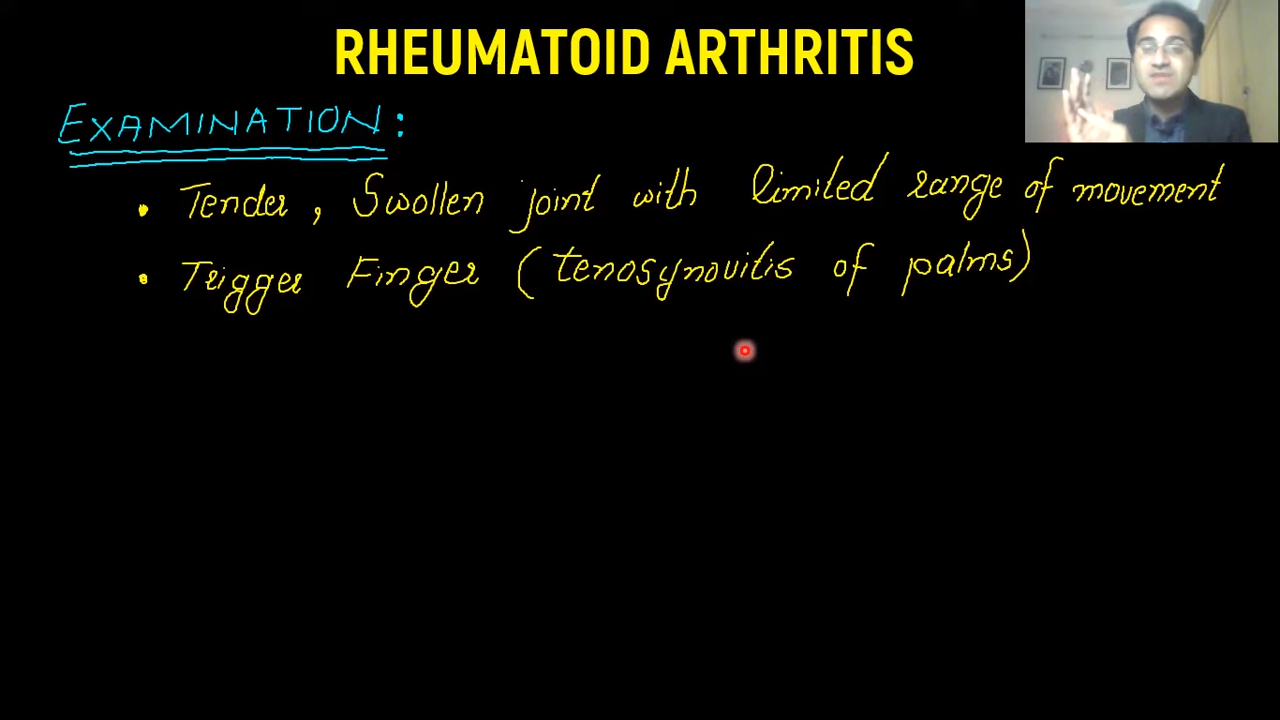 RHEUMATOID ARTHRITIS
EXAMINATION:
• Tender, Swollen joint with limited range of movement
• Trigger Finger (tenosynovitis of palms)